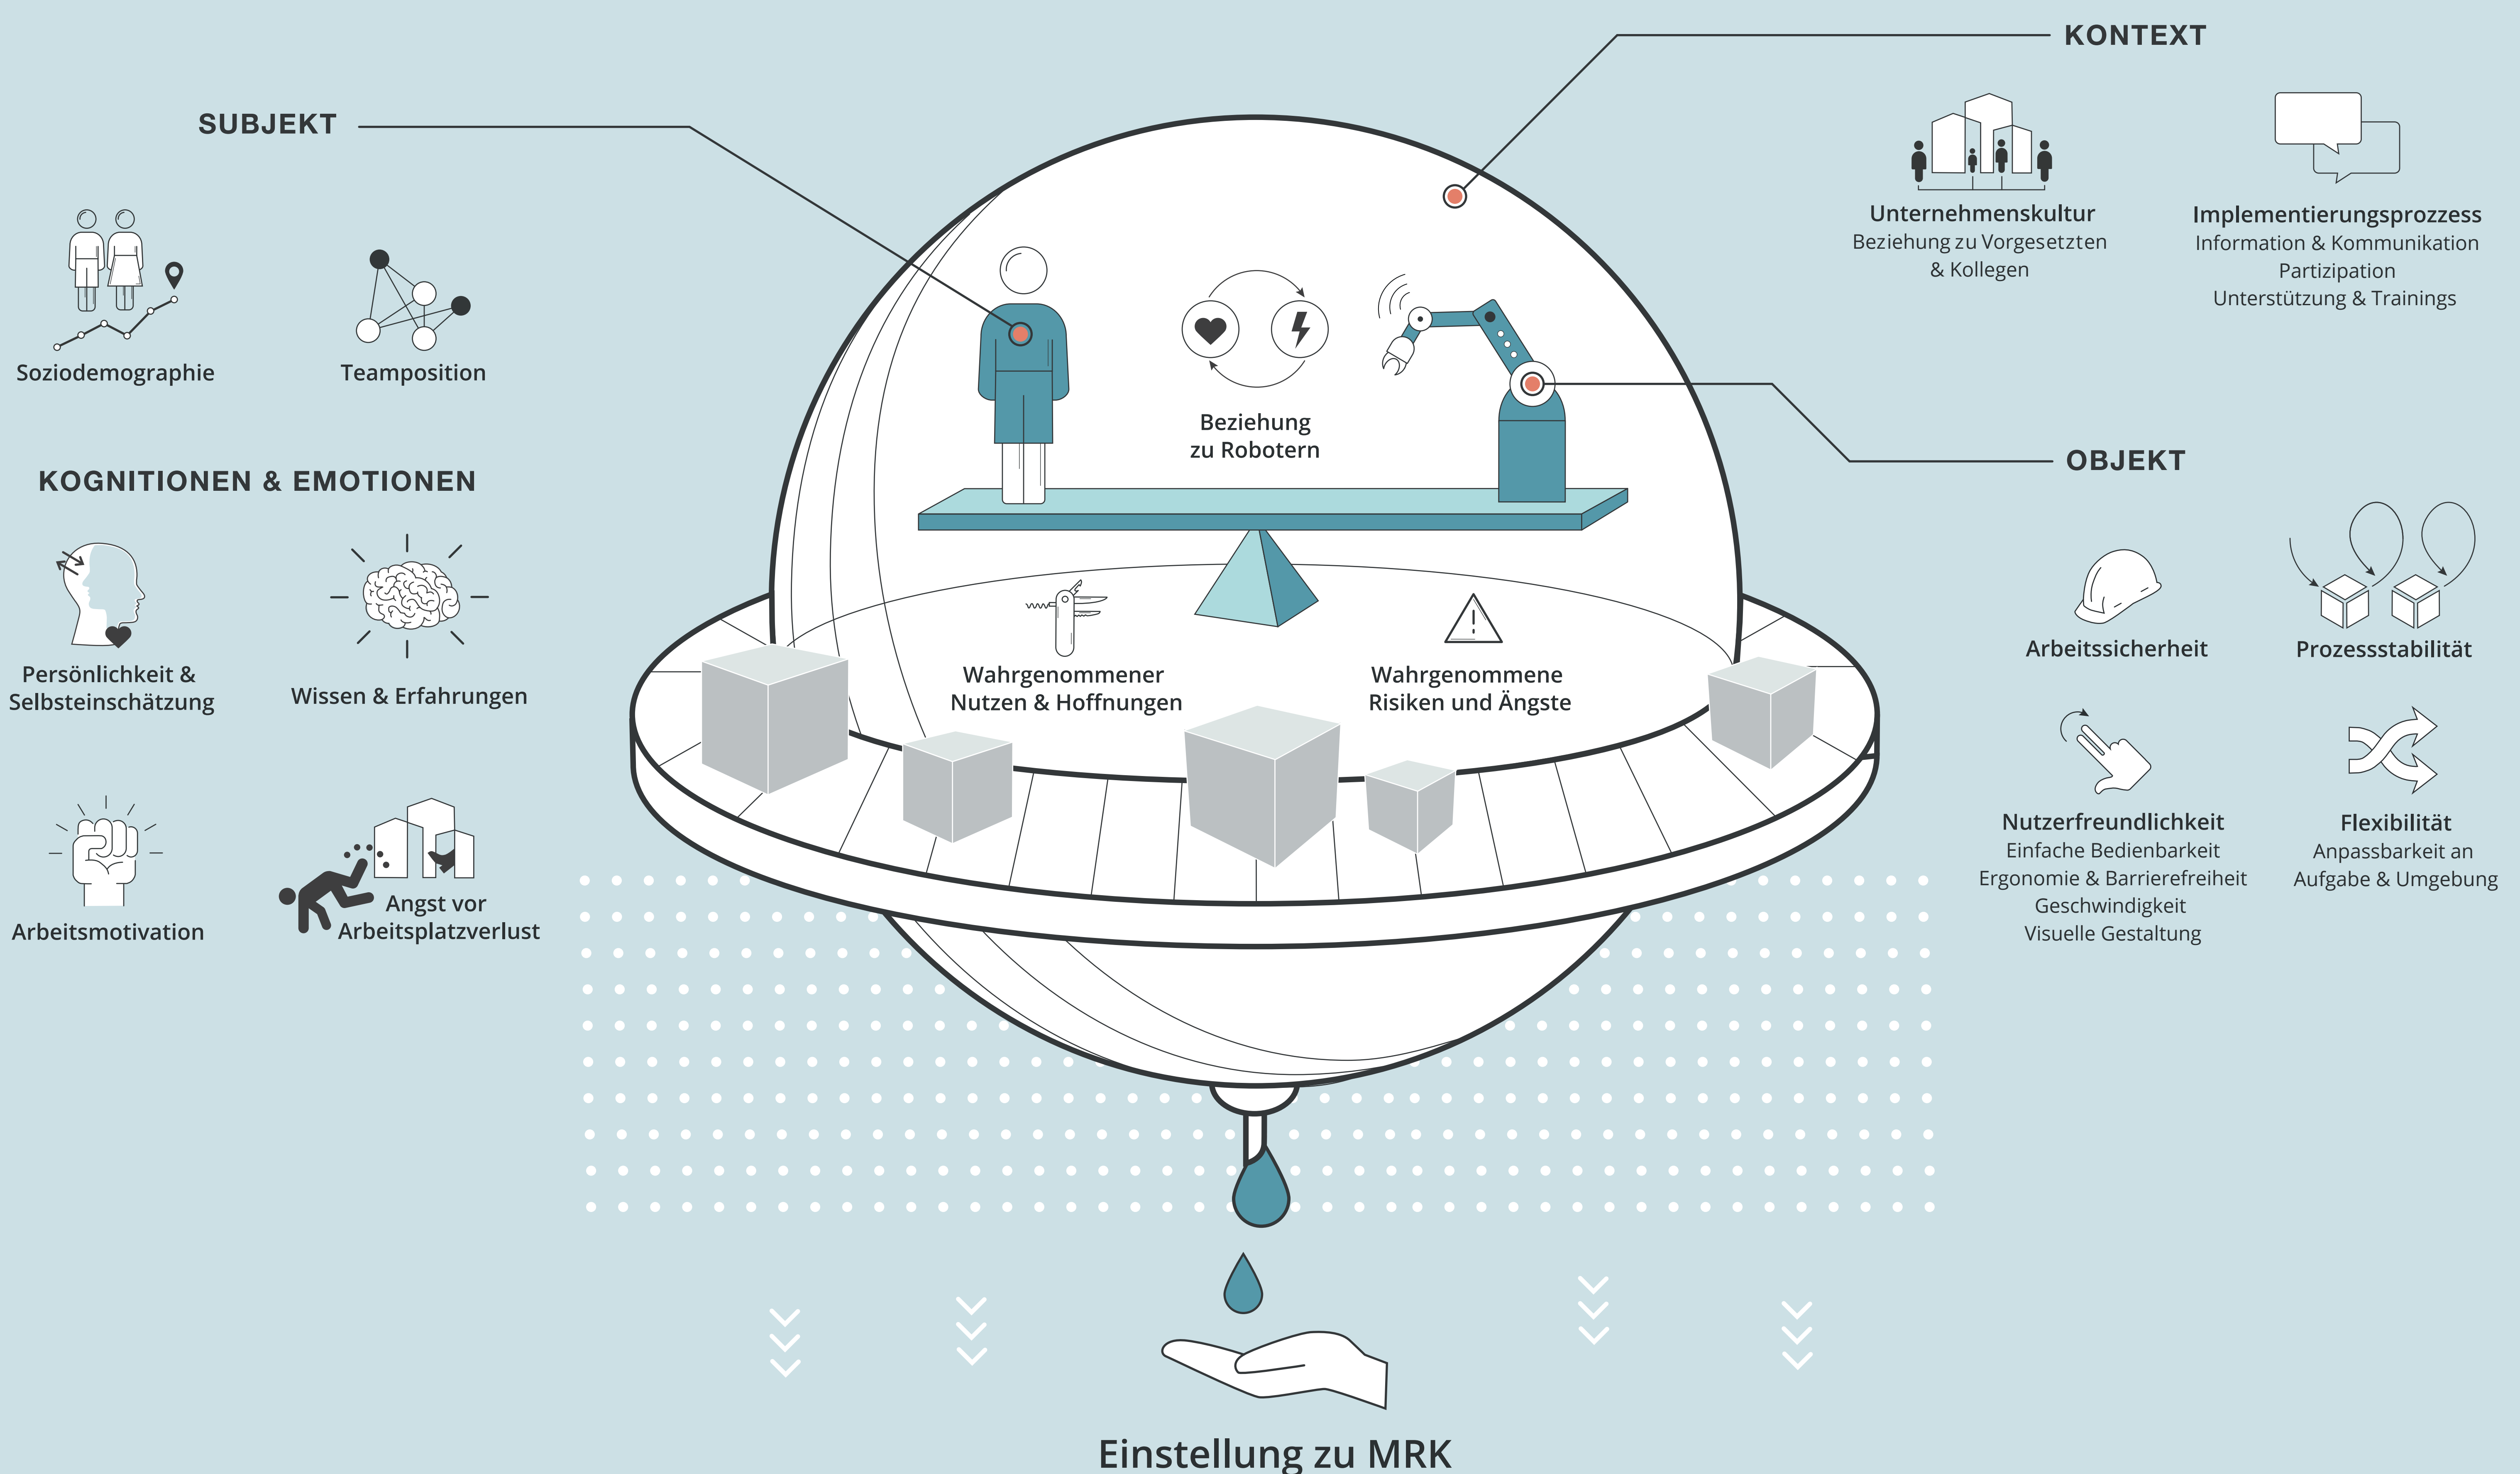 SUBJEKT
Soziodemographie
Teamposition
KOGNITIONEN & EMOTIONEN
Persönlichkeit &
Selbsteinschätzung
Wissen & Erfahrungen
Arbeitsmotivation
Angst vor
Arbeitsplatzverlust
Beziehung
zu Robotern
Wahrgenommener
Nutzen & Hoffnungen
Wahrgenommene
Risiken und Ängste
KONTEXT
Unternehmenskultur
Beziehung zu Vorgesetzten
& Kollegen
Implementierungsprozzess
Information & Kommunikation
Partizipation
Unterstützung & Trainings
OBJEKT
Arbeitssicherheit
Prozessstabilität
Nutzerfreundlichkeit
Einfache Bedienbarkeit
Ergonomie & Barrierefreiheit
Geschwindigkeit
Visuelle Gestaltung
Flexibilität
Anpassbarkeit an
Aufgabe & Umgebung
Einstellung zu MRK